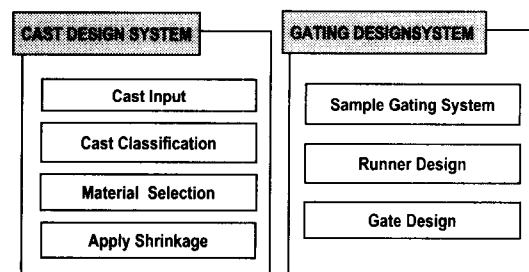 CAST DESIGN SYSTEM
Cast Input
Cast Classification
Material Selection
Apply Shrinkage
GATING DESIGNSYSTEM
Sample Gating System
Runner Design
Gate Design